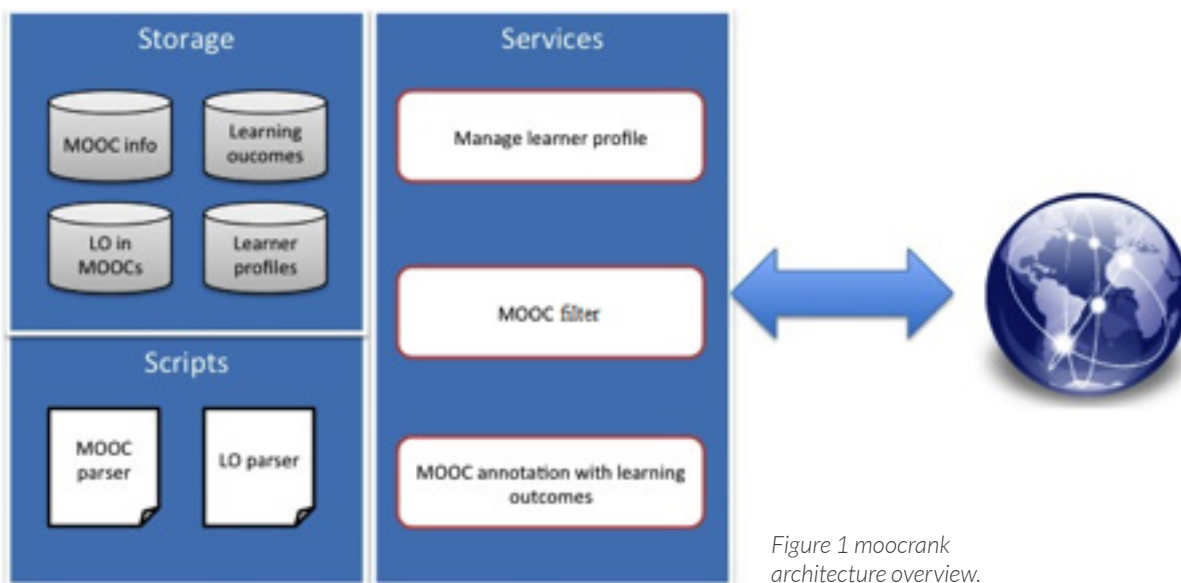 Storage
MOOC info
Learning
oucomes
LO in
MOOCs
Learner
profiles
Scripts
MOOC
parser
LO parser
Services
Manage learner profile
MOOC filter
MOOC annotation with learning
outcomes
Figure 1 moocrank
architecture overview.